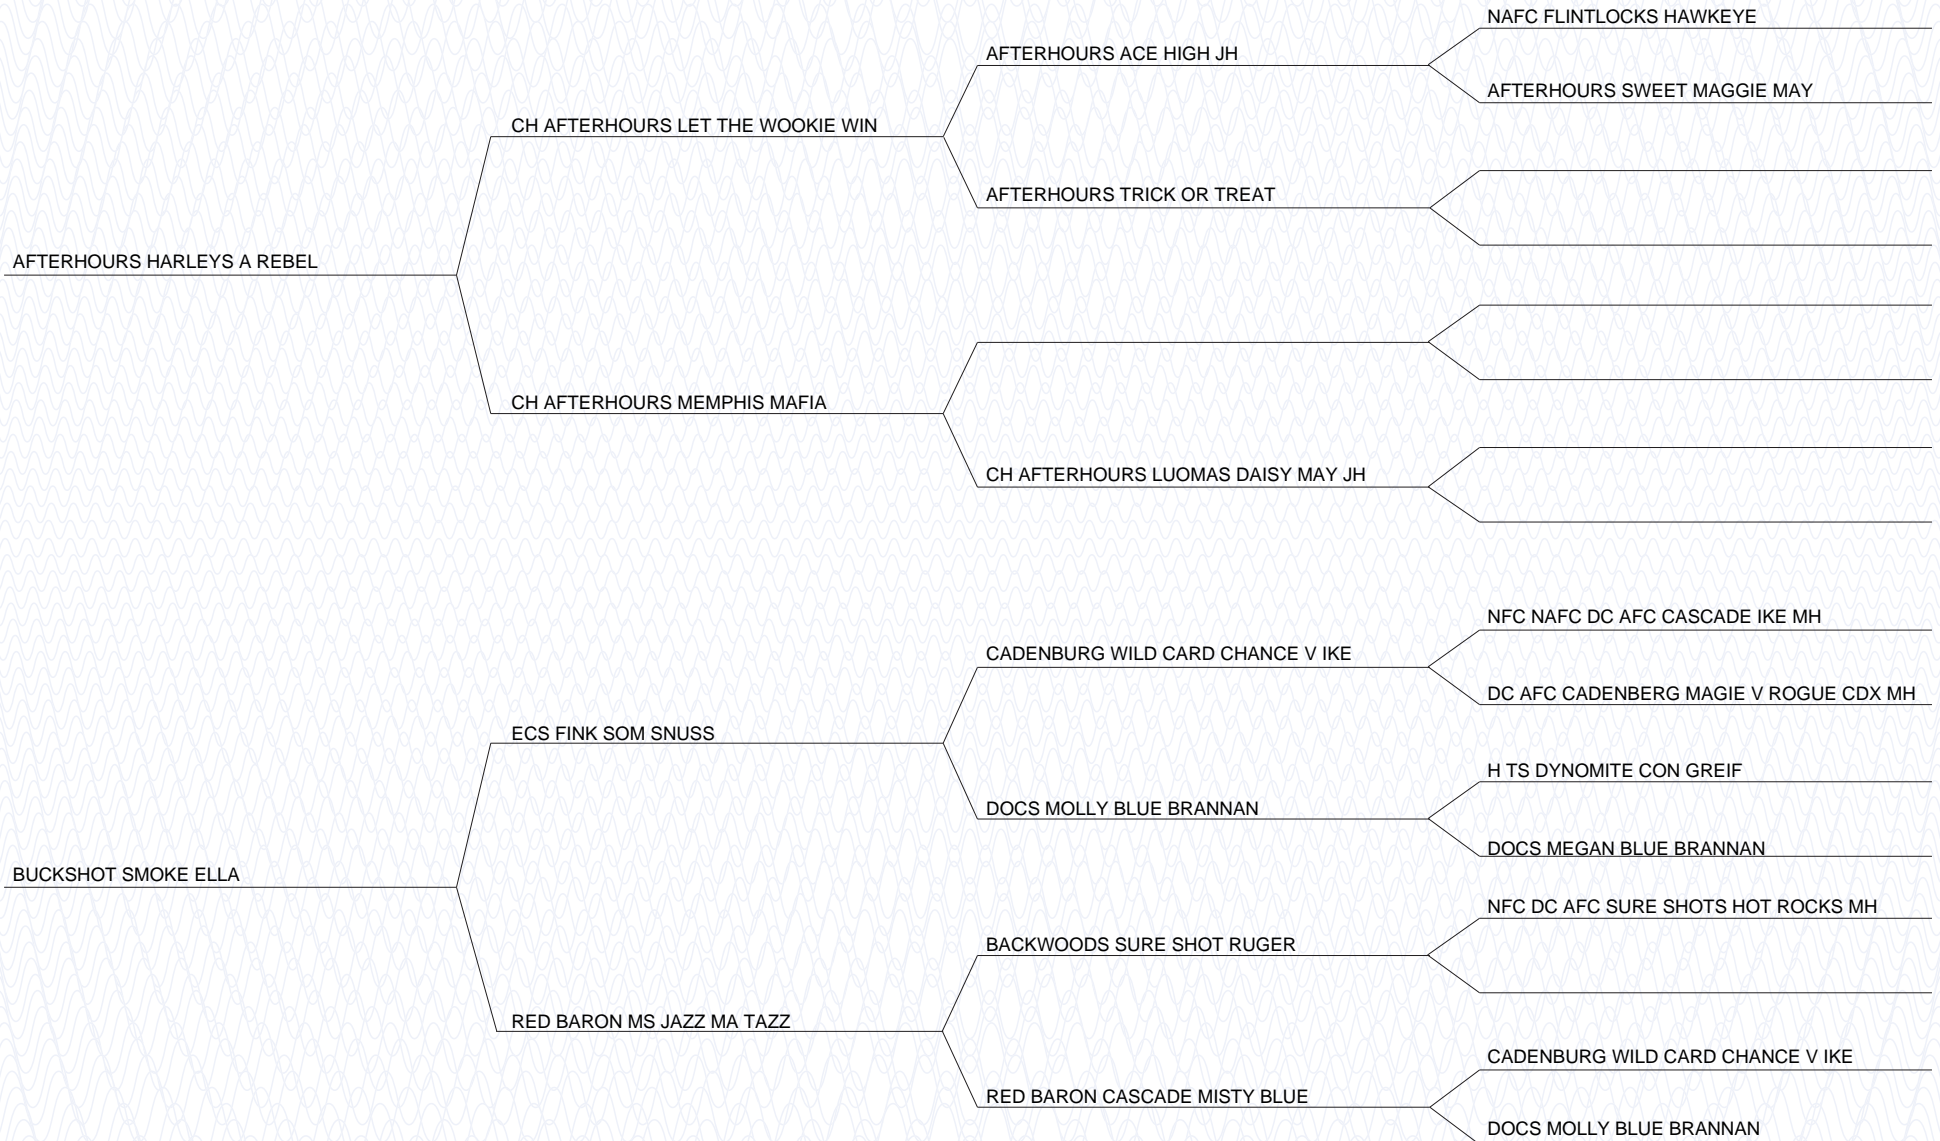 NAFC FLINTLOCKS HAWKEYE
AFTERHOURS ACE HIGH JH
AFTERHOURS SWEET MAGGIE MAY
CH AFTERHOURS LET THE WOOKIE WIN
AFTERHOURS TRICK OR TREAT
AFTERHOURS HARLEYS A REBEL
CH AFTERHOURS MEMPHIS MAFIA
CH AFTERHOURS LUOMAS DAISY MAY JH
NFC NAFC DC AFC CASCADE IKE MH
CADENBURG WILD CARD CHANCE V IKE
DC AFC CADENBERG MAGIE V ROGUE CDX MH
ECS FINK SOM SNUSS
H TS DYNOMITE CON GREIF
DOCS MOLLY BLUE BRANNAN
DOCS MEGAN BLUE BRANNAN
BUCKSHOT SMOKE ELLA
NFC DC AFC SURE SHOTS HOT ROCKS MH
BACKWOODS SURE SHOT RUGER
RED BARON MS JAZZ MA TAZZ
CADENBURG WILD CARD CHANCE V IKE
RED BARON CASCADE MISTY BLUE
DOCS MOLLY BLUE BRANNAN